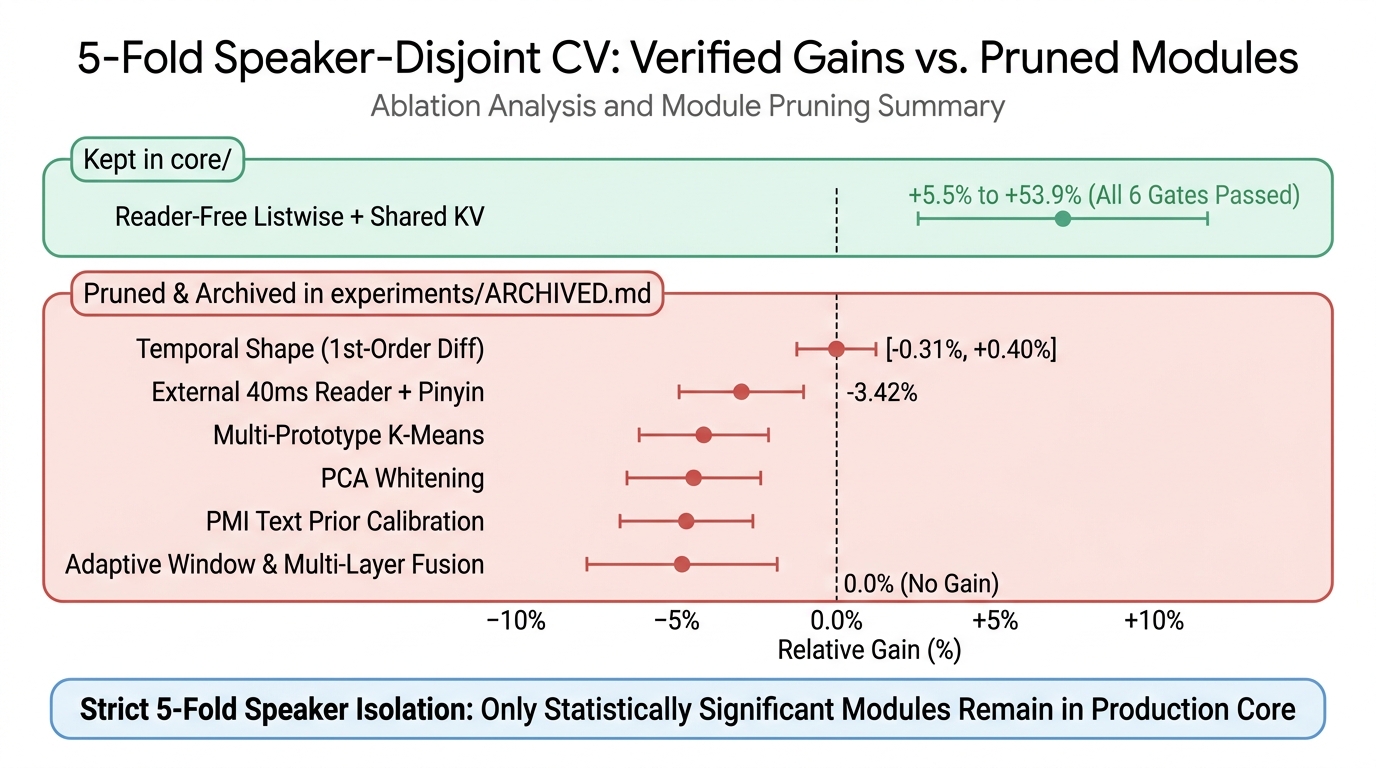 5-Fold Speaker-Disjoint CV: Verified Gains vs. Pruned Modules
Ablation Analysis and Module Pruning Summary
Kept in core/
Reader-Free Listwise + Shared KV
+5.5% to +53.9% (All 6 Gates Passed)
Pruned & Archived in experiments/ARCHIVED.md
Temporal Shape (1st-Order Diff)
[-0.31%, +0.40%]
External 40ms Reader + Pinyin
-3.42%
Multi-Prototype K-Means
PCA Whitening
PMI Text Prior Calibration
Adaptive Window & Multi-Layer Fusion
0.0% (No Gain)
−10% −5% 0.0% +5% +10%
Relative Gain (%)
Strict 5-Fold Speaker Isolation: Only Statistically Significant Modules Remain in Production Core